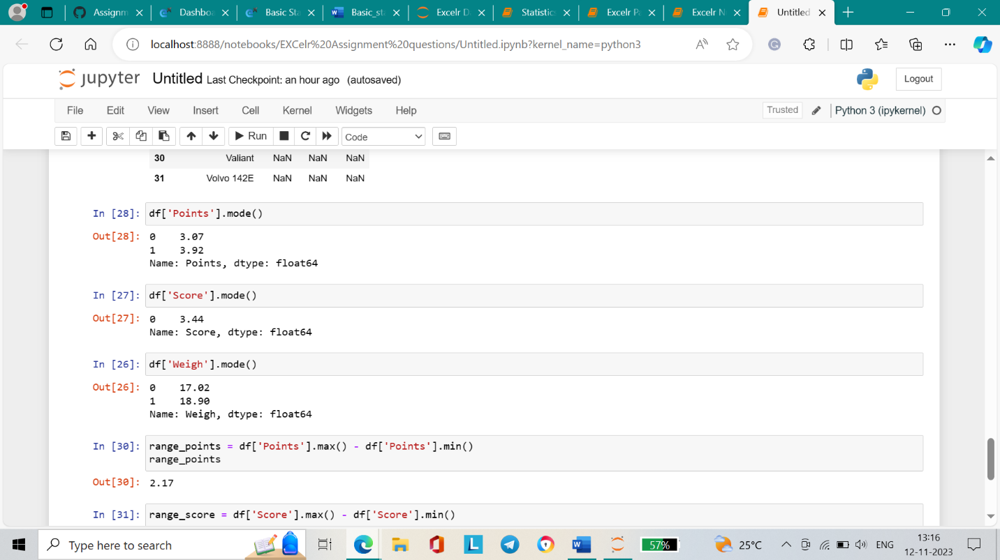 Assignm
Dashboa
Basic Sta
Basic_sta
Excelr Da
Statistics
Excelr Pa
Excelr N
Untitled
localhost:8888/notebooks/EXCelr%20Assignment%20questions/Untitled.ipynb?kernel_name=python3
jupyter Untitled Last Checkpoint: an hour ago (autosaved)
Logout
File Edit View Insert Cell Kernel Widgets Help
Trusted Python 3 (ipykernel)
Run Code
30 Valiant NaN NaN NaN
31 Volvo 142E NaN NaN NaN
In [28]: df['Points'].mode()
Out[28]: 0 3.07
1 3.92
Name: Points, dtype: float64
In [27]: df['Score'].mode()
Out[27]: 0 3.44
Name: Score, dtype: float64
In [26]: df['Weigh'].mode()
Out[26]: 0 17.02
1 18.90
Name: Weigh, dtype: float64
In [30]: range_points = df['Points'].max() - df['Points'].min()
range_points
Out[30]: 2.17
In [31]: range_score = df['Score'].max() - df['Score'].min()
Type here to search
57%
25°C
ENG
13:16
12-11-2023